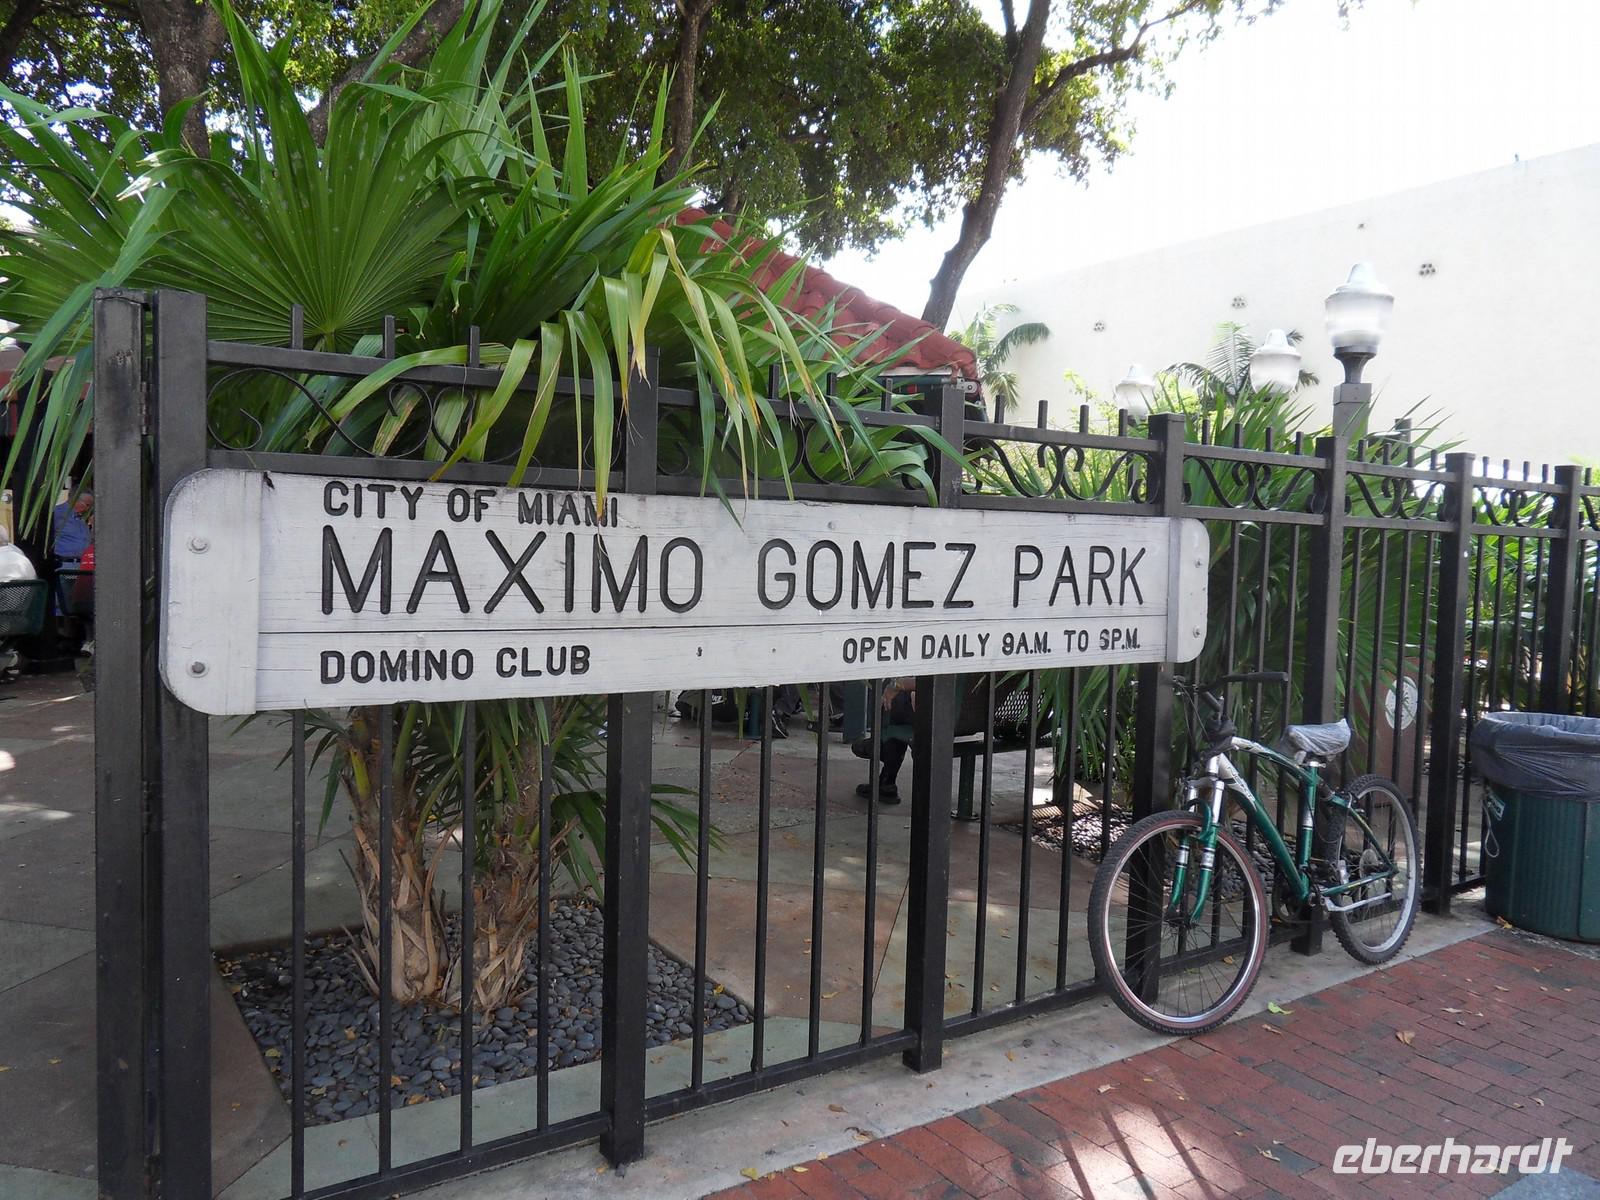 CITY OF MIAMI
MAXIMO GOMEZ PARK
DOMINO CLUB
OPEN DAILY 9A.M. TO 6P.M.
eberhardt